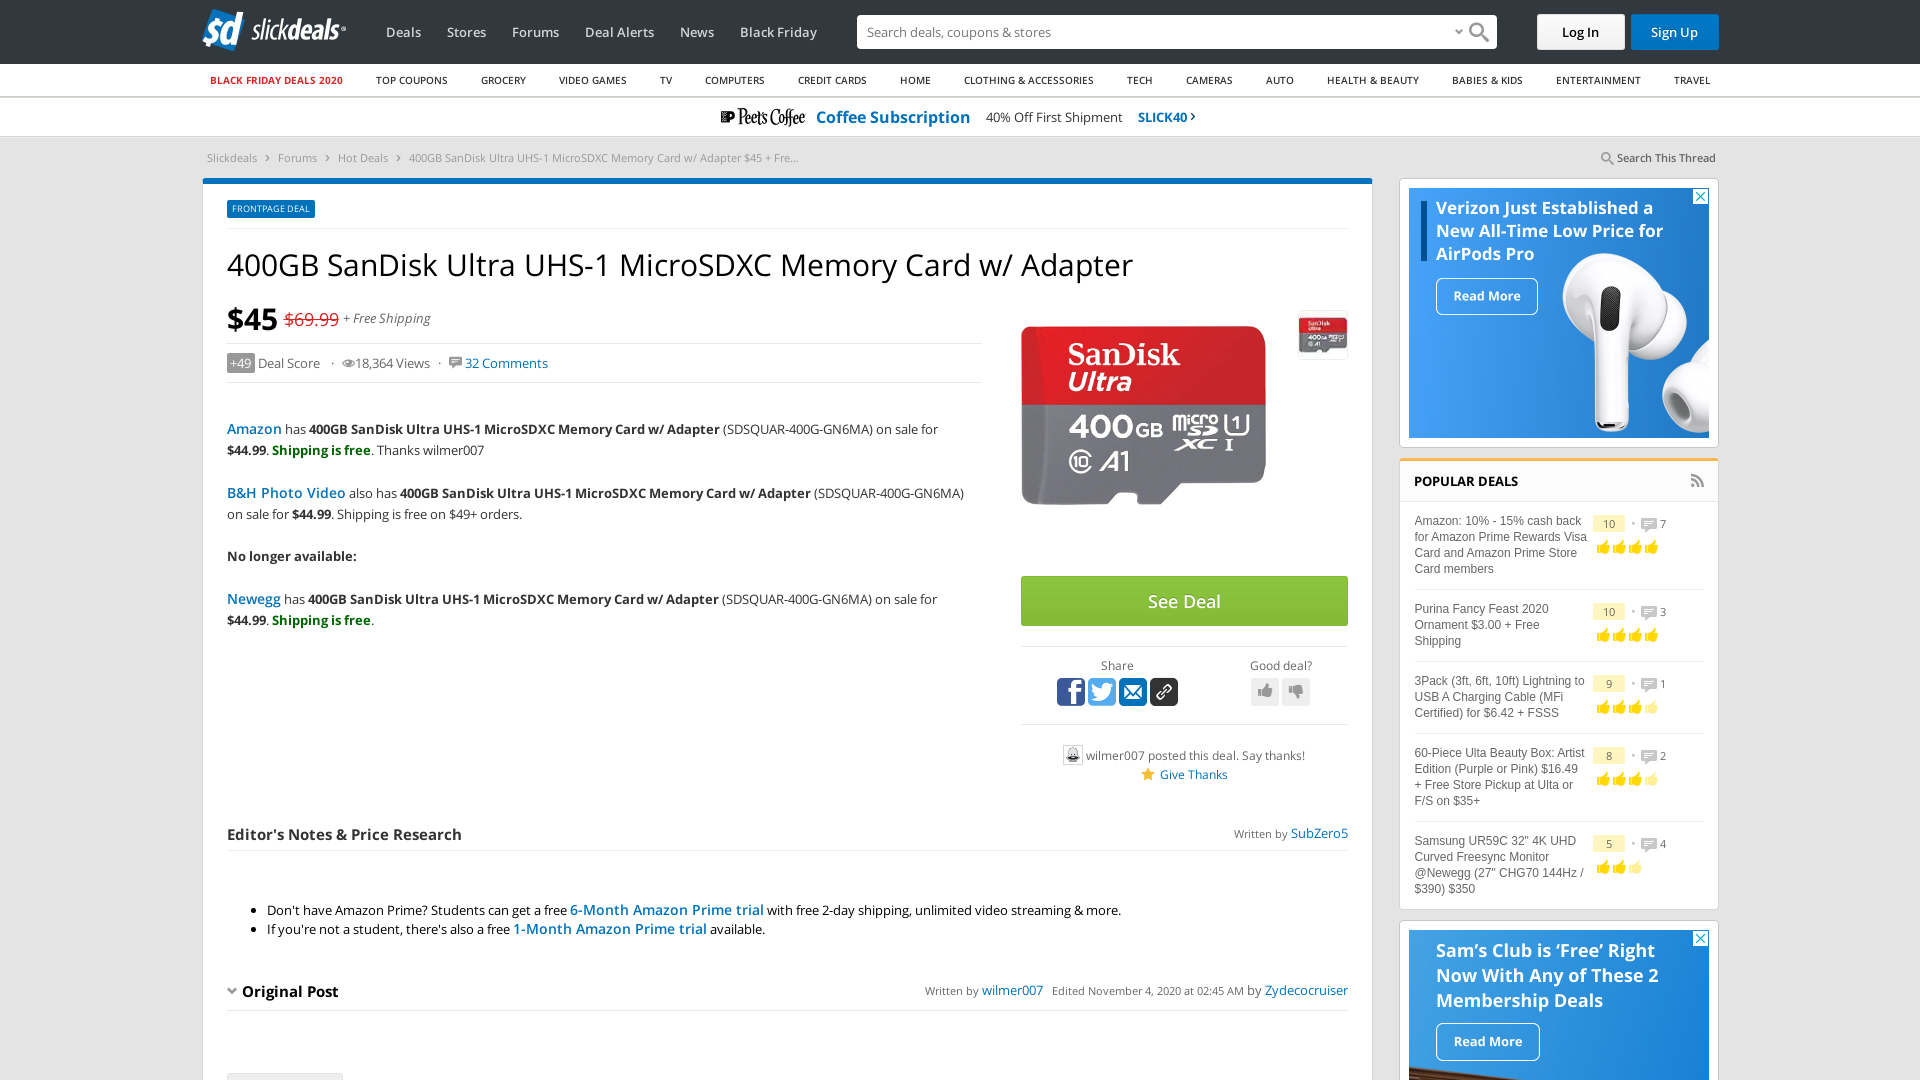 sd slickdeals®
Deals Stores Forums Deal Alerts News Black Friday
Search deals, coupons & shops
Log In
Sign Up
BLACK FRIDAY DEALS 2020 TOP COUPONS GROCERY VIDEO GAMES TV COMPUTERS CREDIT CARDS HOME CLOTHING & ACCESSORIES TECH CAMERAS AUTO HEALTH & BEAUTY BABIES & KIDS ENTERTAINMENT TRAVEL
Peet's Coffee Coffee Subscription 40% Off First Shipment SLICK40
Slickdeals Forums Hot Deals 400GB SanDisk Ultra UHS-1 MicroSDXC Memory Card w/ Adapter $45 + Fre...
Search This Thread
FRONTPAGE DEAL
400GB SanDisk Ultra UHS-1 MicroSDXC Memory Card w/ Adapter
$45 $69.99 + Free Shipping
+49 Deal Score · 18,364 Views · 32 Comments
Amazon has 400GB SanDisk Ultra UHS-1 MicroSDXC Memory Card w/ Adapter (SDSQUAR-400G-GN6MA) on sale for
$44.99. Shipping is free. Thanks wilmer007
B&H Photo Video also has 400GB SanDisk Ultra UHS-1 MicroSDXC Memory Card w/ Adapter (SDSQUAR-400G-GN6MA)
on sale for $44.99. Shipping is free on $49+ orders.
No longer available:
Newegg has 400GB SanDisk Ultra UHS-1 MicroSDXC Memory Card w/ Adapter (SDSQUAR-400G-GN6MA) on sale for
$44.99. Shipping is free.
SanDisk
Ultra
400GB micro SD XC I U1
10 A1
SanDisk
Ultra
400GB
See Deal
Share
Good deal?
wilmer007 posted this deal. Say thanks!
Give Thanks
Editor's Notes & Price Research
Written by SubZero5
Don't have Amazon Prime? Students can get a free 6-Month Amazon Prime trial with free 2-day shipping, unlimited video streaming & more.
If you're not a student, there's also a free 1-Month Amazon Prime trial available.
Original Post
Written by wilmer007 Edited November 4, 2020 at 02:45 AM by Zydecocruiser
Verizon Just Established a
New All-Time Low Price for
AirPods Pro
Read More
POPULAR DEALS
Amazon: 10% - 15% cash back
for Amazon Prime Rewards Visa
Card and Amazon Prime Store
Card members
10 • 7
Purina Fancy Feast 2020
Ornament $3.00 + Free
Shipping
10 • 3
3Pack (3ft, 6ft, 10ft) Lightning to
USB A Charging Cable (MFi
Certified) for $6.42 + FSSS
9 • 1
60-Piece Ulta Beauty Box: Artist
Edition (Purple or Pink) $16.49
+ Free Store Pickup at Ulta or
F/S on $35+
8 • 2
Samsung UR59C 32" 4K UHD
Curved Freesync Monitor
@Newegg (27" CHG70 144Hz /
$390) $350
5 • 4
Sam's Club is 'Free' Right
Now With Any of These 2
Membership Deals
Read More